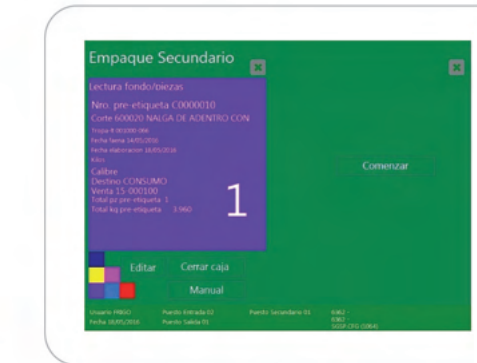 Empaque Secundario
Lectura fondo/piezas
Nro. pre-etiqueta C0000010
Corte 600020 NALGA DE ADENTRO CON
Fecha faena 14/05/2016
Fecha elaboracion 18/05/2016
Kilos
Calibre
Destino CONSUMO
Venta 15-000100
Total pz pre-etiqueta 1
Total kg pre-etiqueta 3.960
1
Comenzar
Editar
Cerrar caja
Manual
Usuario FRIGO
Puesto Entrada 02
Puesto Secundario 01
Fecha 18/05/2016
Puesto Salida 01